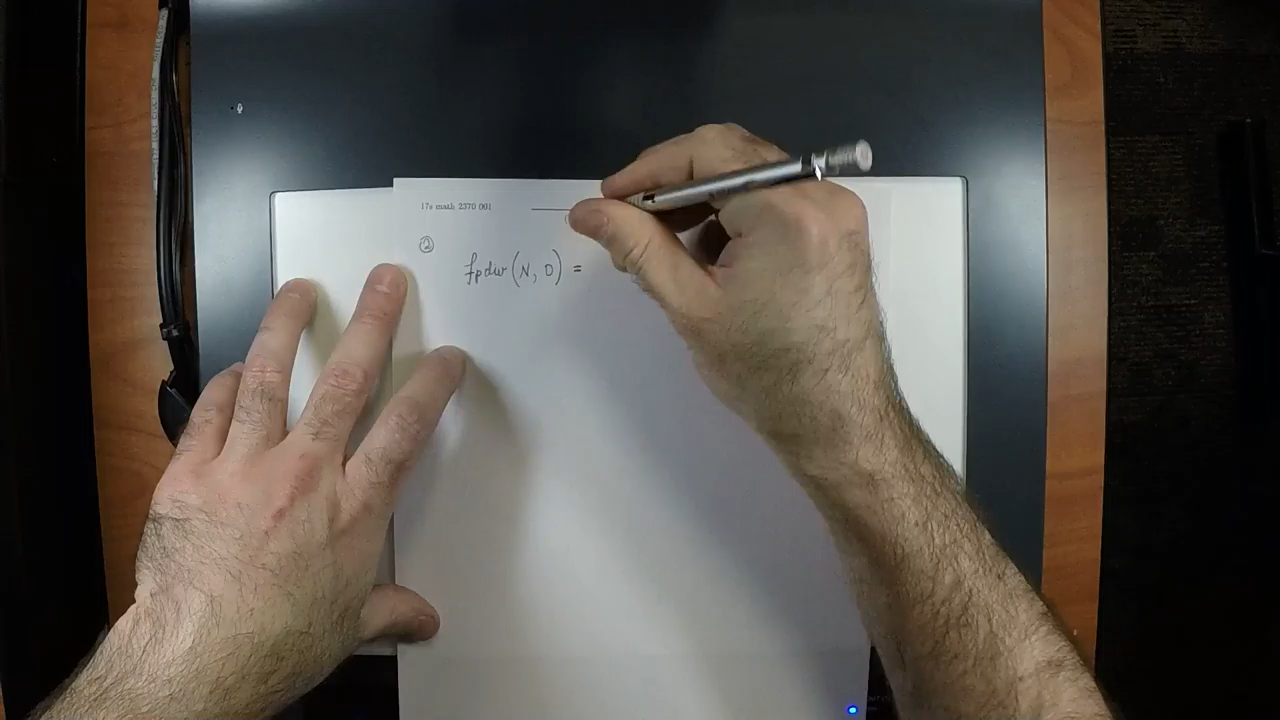 17s math 2370 001
②
fpdiv(N, D) =